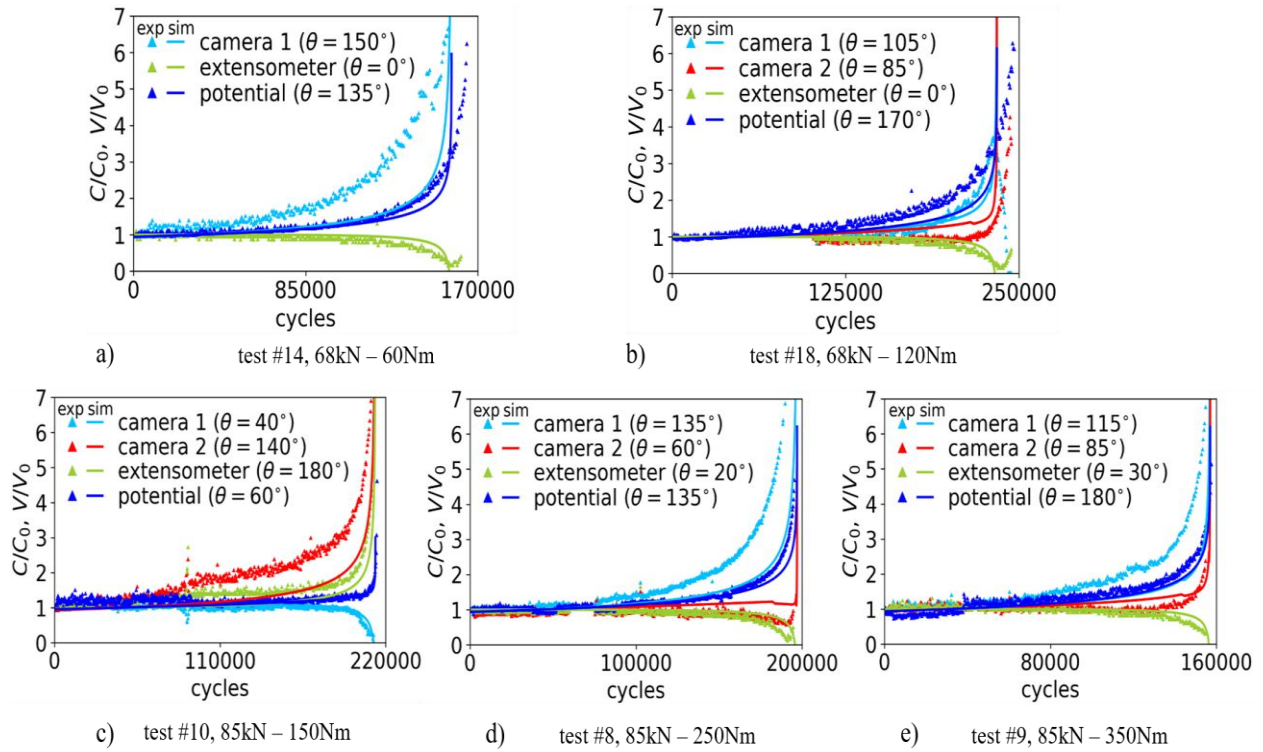 7
6
5
4
3
2
1
0
C/C₀, V/V₀
exp sim
camera 1 (θ = 150°)
extensometer (θ = 0°)
potential (θ = 135°)
0 85000 170000
cycles
a) test #14, 68kN – 60Nm
7
6
5
4
3
2
1
0
C/C₀, V/V₀
exp sim
camera 1 (θ = 105°)
camera 2 (θ = 85°)
extensometer (θ = 0°)
potential (θ = 170°)
0 125000 250000
cycles
b) test #18, 68kN – 120Nm
7
6
5
4
3
2
1
0
C/C₀, V/V₀
exp sim
camera 1 (θ = 40°)
camera 2 (θ = 140°)
extensometer (θ = 180°)
potential (θ = 60°)
0 110000 220000
cycles
c) test #10, 85kN – 150Nm
7
6
5
4
3
2
1
0
C/C₀, V/V₀
exp sim
camera 1 (θ = 135°)
camera 2 (θ = 60°)
extensometer (θ = 20°)
potential (θ = 135°)
0 100000 200000
cycles
d) test #8, 85kN – 250Nm
7
6
5
4
3
2
1
0
C/C₀, V/V₀
exp sim
camera 1 (θ = 115°)
camera 2 (θ = 85°)
extensometer (θ = 30°)
potential (θ = 180°)
0 80000 160000
cycles
e) test #9, 85kN – 350Nm